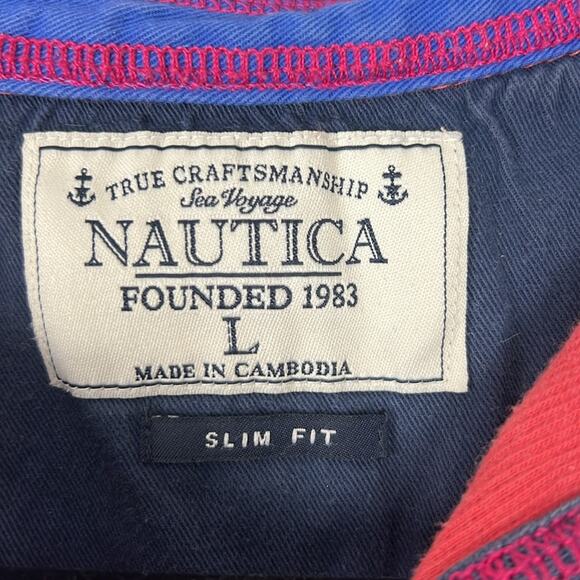 TRUE CRAFTSMANSHIP
Sea Voyage
NAUTICA
FOUNDED 1983
L
MADE IN CAMBODIA
SLIM FIT